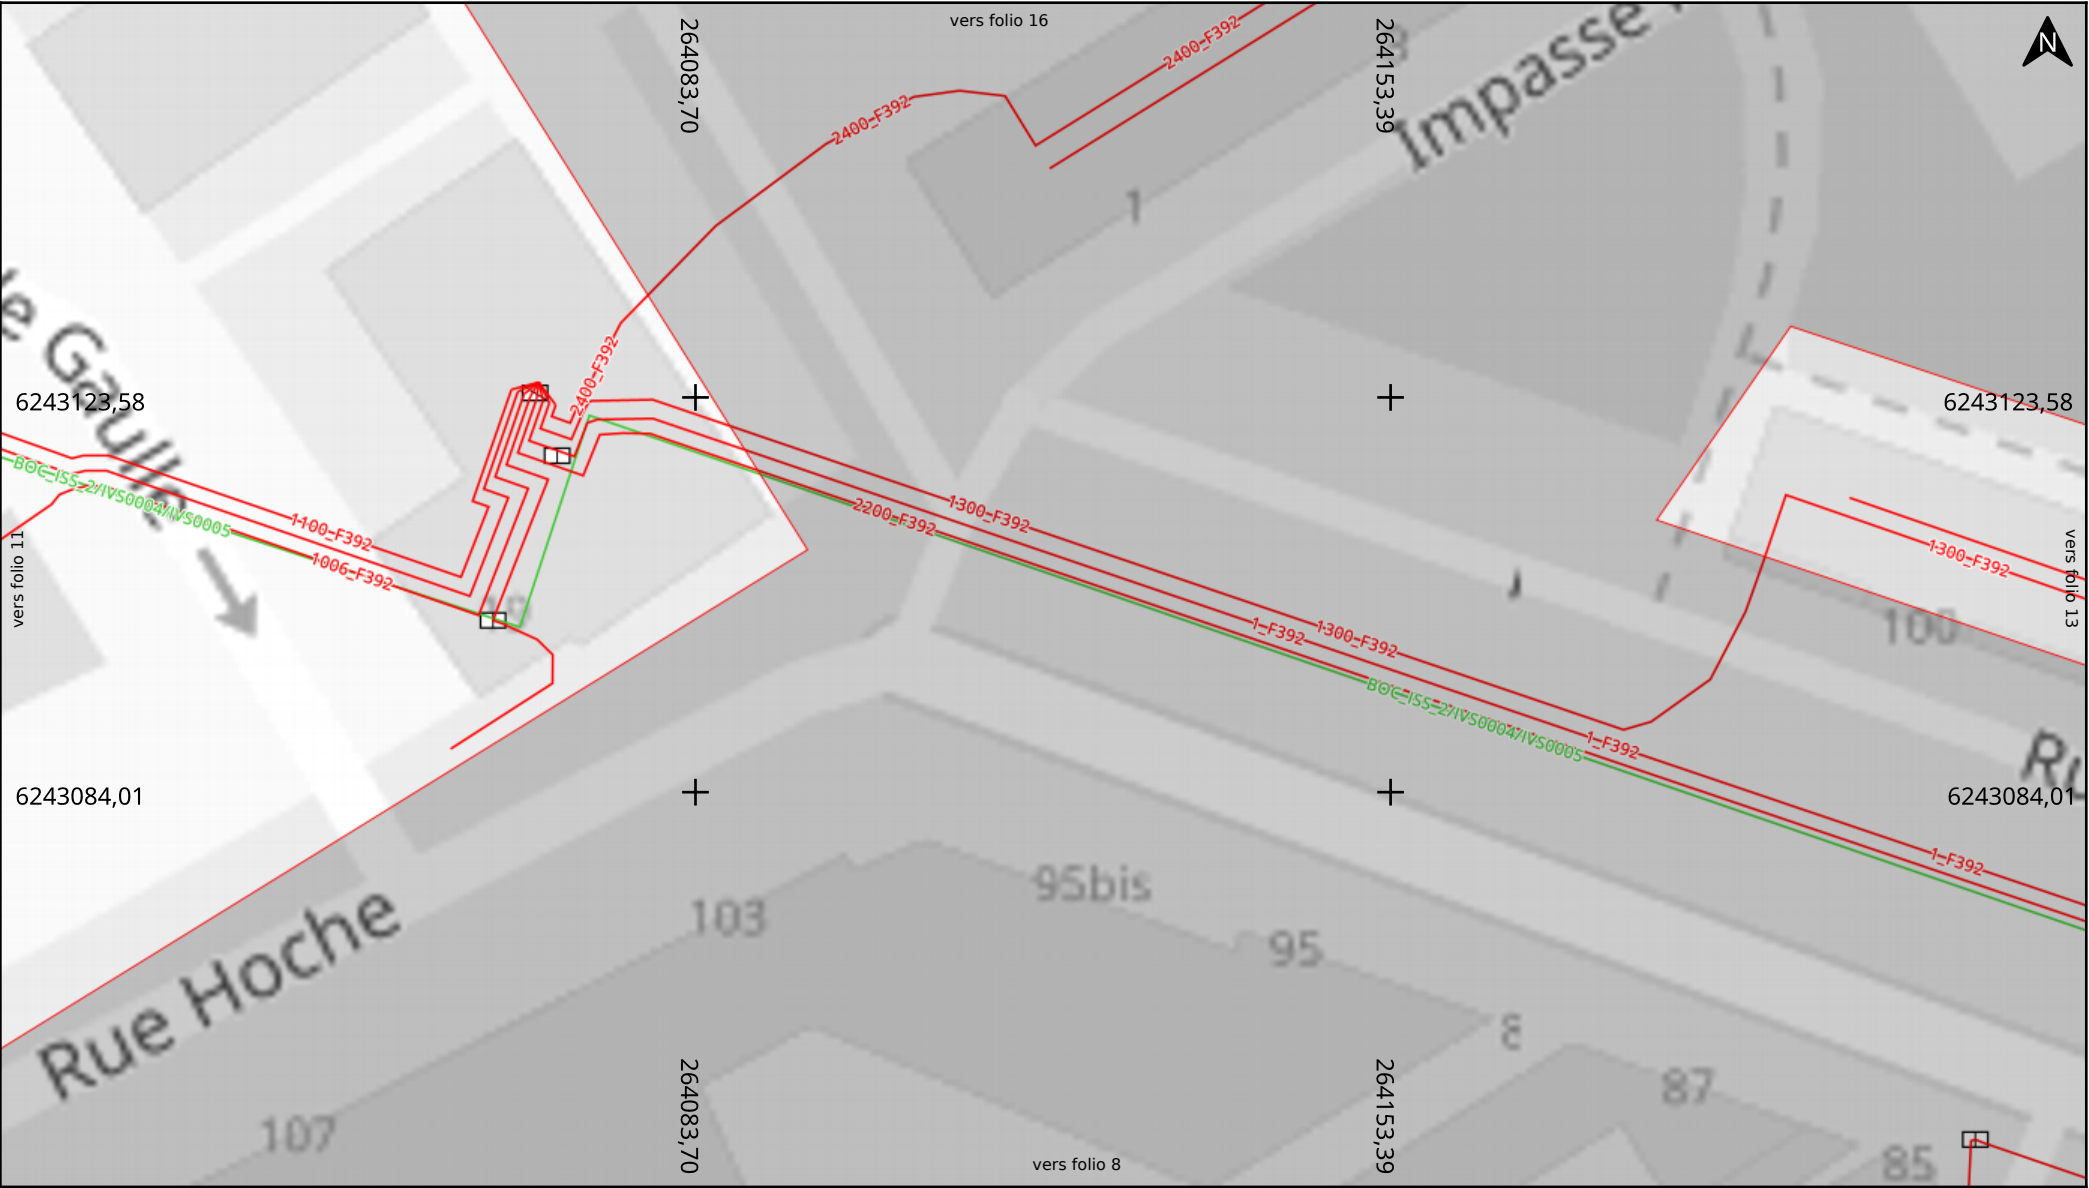 vers folio 16
264083,70
264153,39
N
2400_F392
2400_F392
Impasse
1
de Gaulle
2400_F392
6243123,58
6243123,58
BOC_ISS_2/IVS0004/IVS0005
1100_F392
1006_F392
2200_F392
1300_F392
1300_F392
vers folio 11
vers folio 13
100
1_F392
1300_F392
BOC_ISS_2/IVS0004/IVS0005
1_F392
6243084,01
6243084,01
1_F392
95bis
103
95
Rue Hoche
8
87
107
85
264083,70
264153,39
vers folio 8